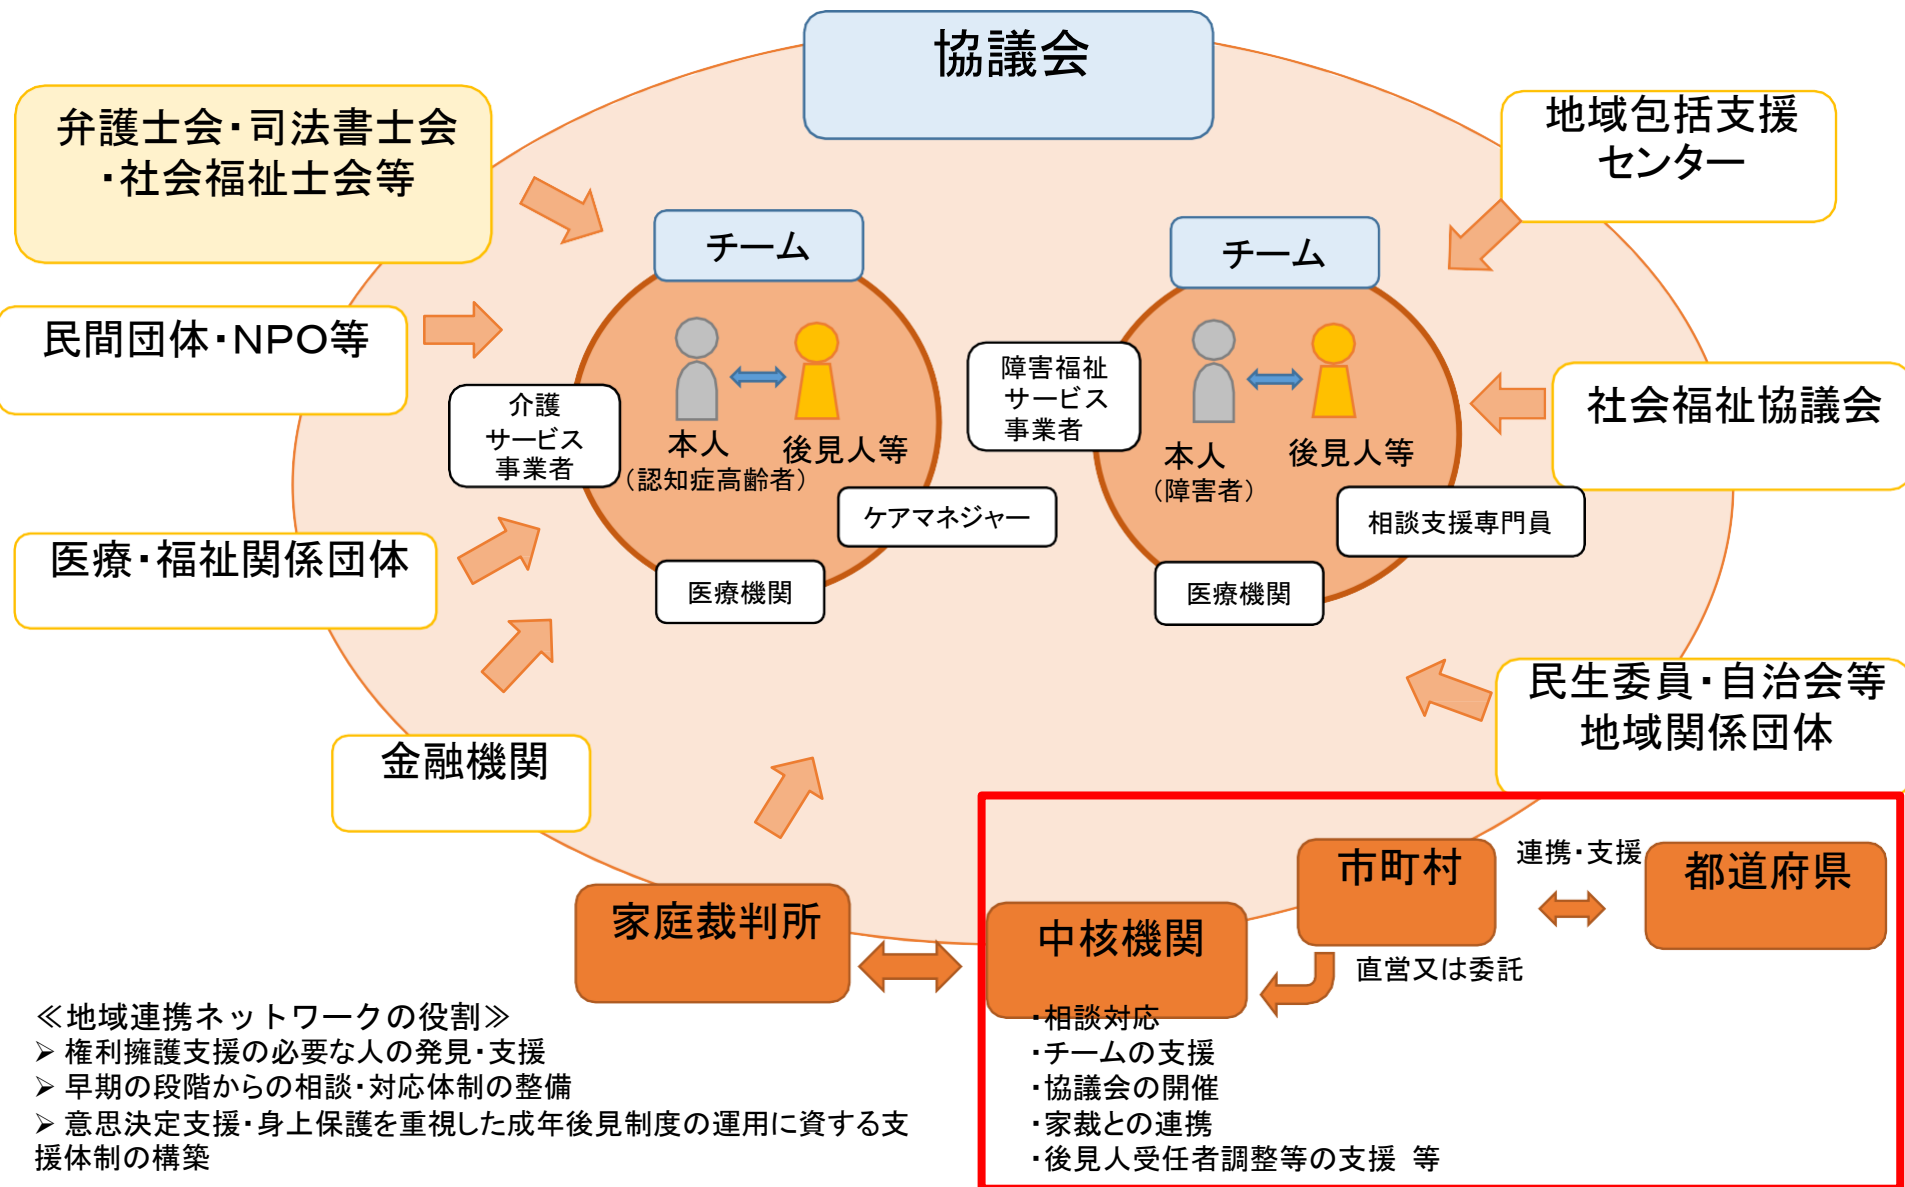 協議会
弁護士会・司法書士会
・社会福祉士会等
地域包括支援
センター
民間団体・NPO等
チーム
チーム
介護
サービス
事業者
本人
(認知症高齢者)
後見人等
ケアマネジャー
医療機関
障害福祉
サービス
事業者
本人
(障害者)
後見人等
相談支援専門員
医療機関
社会福祉協議会
医療・福祉関係団体
金融機関
民生委員・自治会等
地域関係団体
家庭裁判所
中核機関
市町村
連携・支援
都道府県
直営又は委託
・相談対応
・チームの支援
・協議会の開催
・家裁との連携
・後見人受任者調整等の支援 等
≪地域連携ネットワークの役割≫
➢ 権利擁護支援の必要な人の発見・支援
➢ 早期の段階からの相談・対応体制の整備
➢ 意思決定支援・身上保護を重視した成年後見制度の運用に資する支
援体制の構築